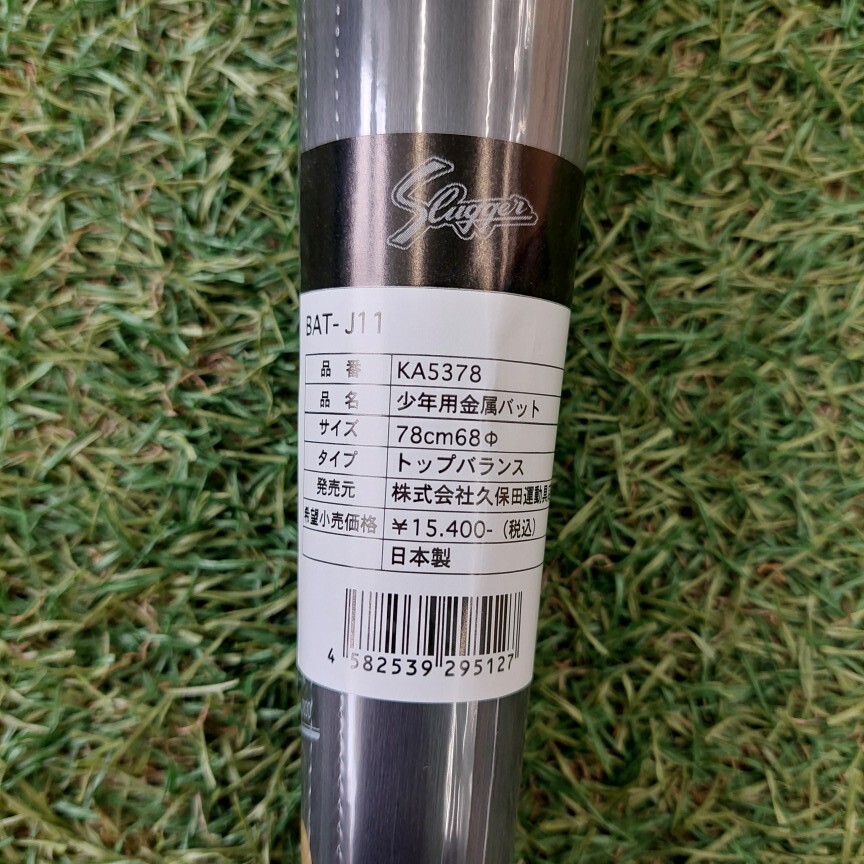 Slugger
BAT-J11
品番 KA5378
品名 少年用金属バット
サイズ 78cm68Φ
タイプ トップバランス
発売元 株式会社久保田運動具
希望小売価格 ¥15.400-（税込）
日本製
4 582539 295127